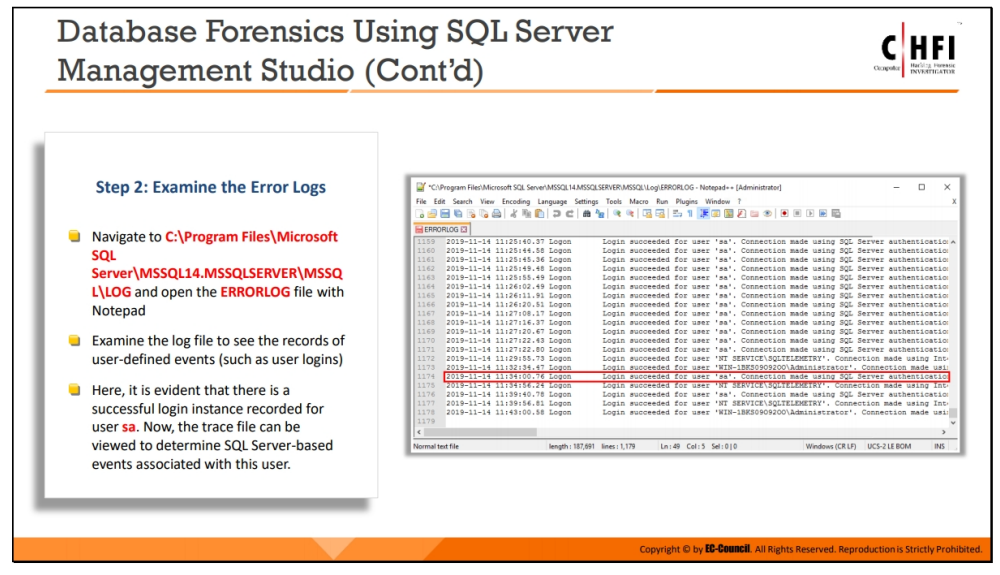 Database Forensics Using SQL Server
Management Studio (Cont'd)
CHFI
Computer Hacking Forensic
INVESTIGATOR
Step 2: Examine the Error Logs
Navigate to C:\Program Files\Microsoft
SQL
Server\MSSQL14.MSSQLSERVER\MSSQ
L\LOG and open the ERRORLOG file with
Notepad
Examine the log file to see the records of
user-defined events (such as user logins)
Here, it is evident that there is a
successful login instance recorded for
user sa. Now, the trace file can be
viewed to determine SQL Server-based
events associated with this user.
*C:\Program Files\Microsoft SQL Server\MSSQL14.MSSQLSERVER\MSSQL\Log\ERRORLOG - Notepad++ [Administrator]
File Edit Search View Encoding Language Settings Tools Macro Run Plugins Window ? X
ERRORLOG
1159 2019-11-14 11:25:40.37 Logon Login succeeded for user 'sa'. Connection made using SQL Server authentication
1160 2019-11-14 11:25:44.58 Logon Login succeeded for user 'sa'. Connection made using SQL Server authentication
1161 2019-11-14 11:25:45.36 Logon Login succeeded for user 'sa'. Connection made using SQL Server authentication
1162 2019-11-14 11:25:49.48 Logon Login succeeded for user 'sa'. Connection made using SQL Server authentication
1163 2019-11-14 11:25:55.49 Logon Login succeeded for user 'sa'. Connection made using SQL Server authentication
1164 2019-11-14 11:26:02.49 Logon Login succeeded for user 'sa'. Connection made using SQL Server authentication
1165 2019-11-14 11:26:11.91 Logon Login succeeded for user 'sa'. Connection made using SQL Server authentication
1166 2019-11-14 11:26:20.51 Logon Login succeeded for user 'sa'. Connection made using SQL Server authentication
1167 2019-11-14 11:27:08.17 Logon Login succeeded for user 'sa'. Connection made using SQL Server authentication
1168 2019-11-14 11:27:16.37 Logon Login succeeded for user 'sa'. Connection made using SQL Server authentication
1169 2019-11-14 11:27:20.67 Logon Login succeeded for user 'sa'. Connection made using SQL Server authentication
1170 2019-11-14 11:27:22.43 Logon Login succeeded for user 'sa'. Connection made using SQL Server authentication
1171 2019-11-14 11:27:22.80 Logon Login succeeded for user 'sa'. Connection made using SQL Server authentication
1172 2019-11-14 11:29:55.73 Logon Login succeeded for user 'NT SERVICE\SQLTELEMETRY'. Connection made using Int
1173 2019-11-14 11:32:34.47 Logon Login succeeded for user 'WIN-1BKS0909200\Administrator'. Connection made usi
1174 2019-11-14 11:34:00.76 Logon Login succeeded for user 'sa'. Connection made using SQL Server authentication
1175 2019-11-14 11:34:56.24 Logon Login succeeded for user 'NT SERVICE\SQLTELEMETRY'. Connection made using Int
1176 2019-11-14 11:39:40.78 Logon Login succeeded for user 'sa'. Connection made using SQL Server authentication
1177 2019-11-14 11:39:56.81 Logon Login succeeded for user 'NT SERVICE\SQLTELEMETRY'. Connection made using Int
1178 2019-11-14 11:43:00.58 Logon Login succeeded for user 'WIN-1BKS0909200\Administrator'. Connection made usi
1179
Normal text file length : 187,691 lines : 1,179 Ln : 49 Col : 5 Sel : 0 | 0 Windows (CR LF) UCS-2 LE BOM INS
Copyright © by EC-Council. All Rights Reserved. Reproduction is Strictly Prohibited.